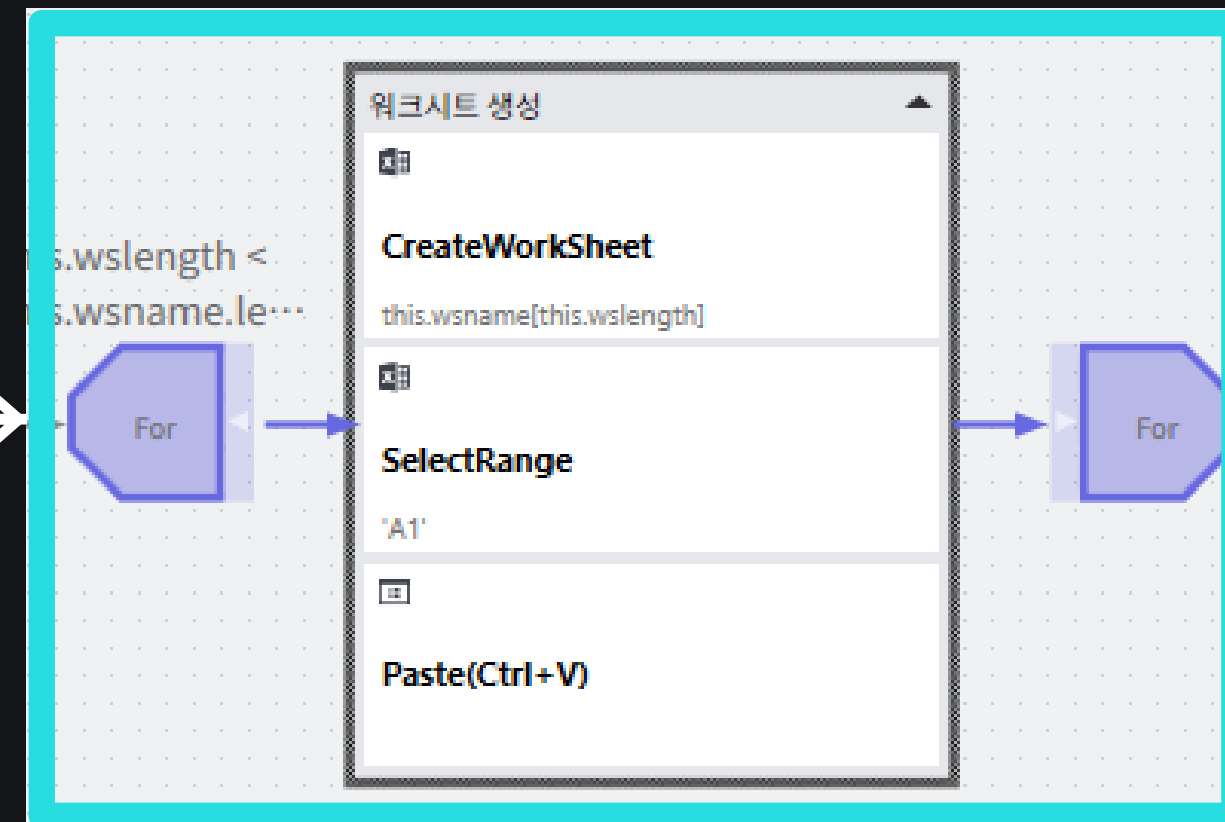 워크시트 생성
CreateWorkSheet
s.wslength <
s.wsname.le···
this.wsname[this.wslength]
For
For
SelectRange
'A1'
Paste(Ctrl+V)